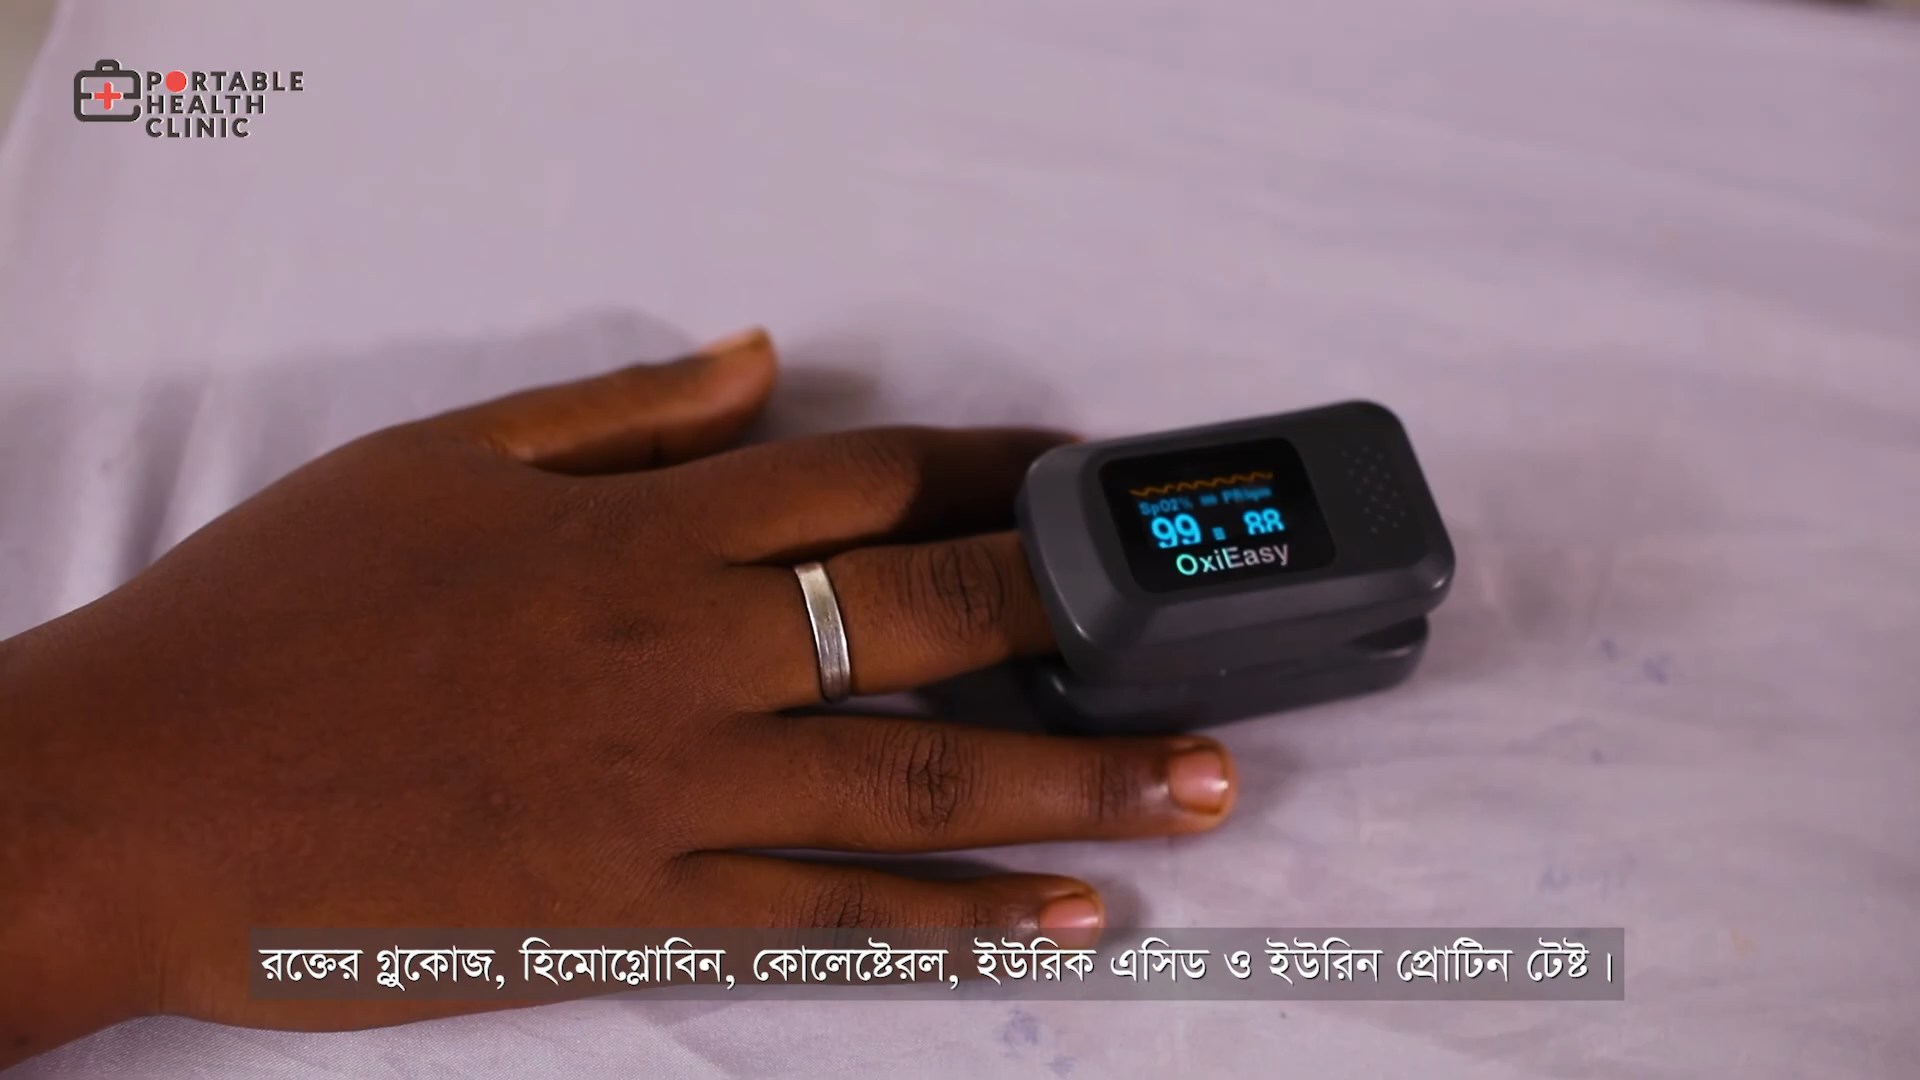 PORTABLE
HEALTH
CLINIC
SpO2% PRbpm
99 88
OxiEasy
রক্তের গ্লুকোজ, হিমোগ্লোবিন, কোলেষ্টেরল, ইউরিক এসিড ও ইউরিন প্রোটিন টেষ্ট।